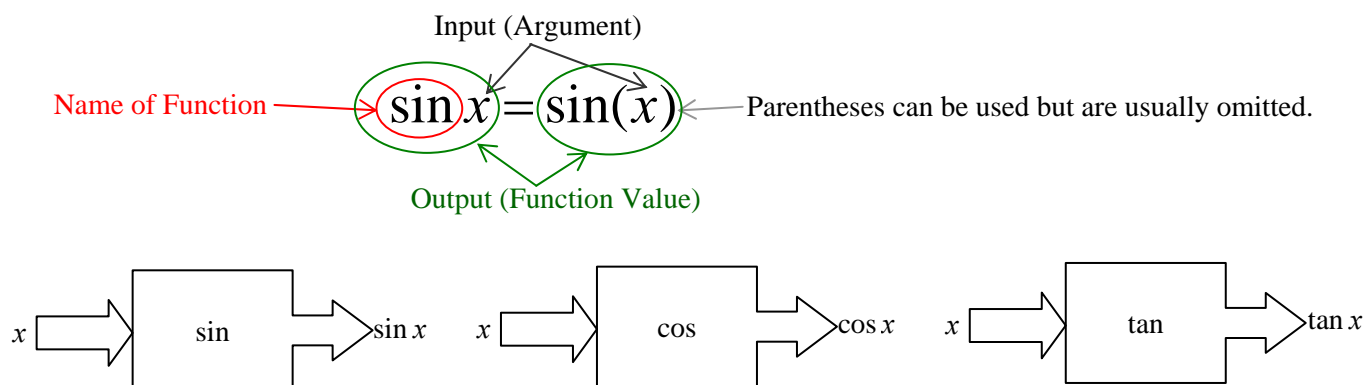 Input (Argument)
Name of Function
sin x = sin(x)
Parentheses can be used but are usually omitted.
Output (Function Value)
x sin sin x
x cos cos x
x tan tan x